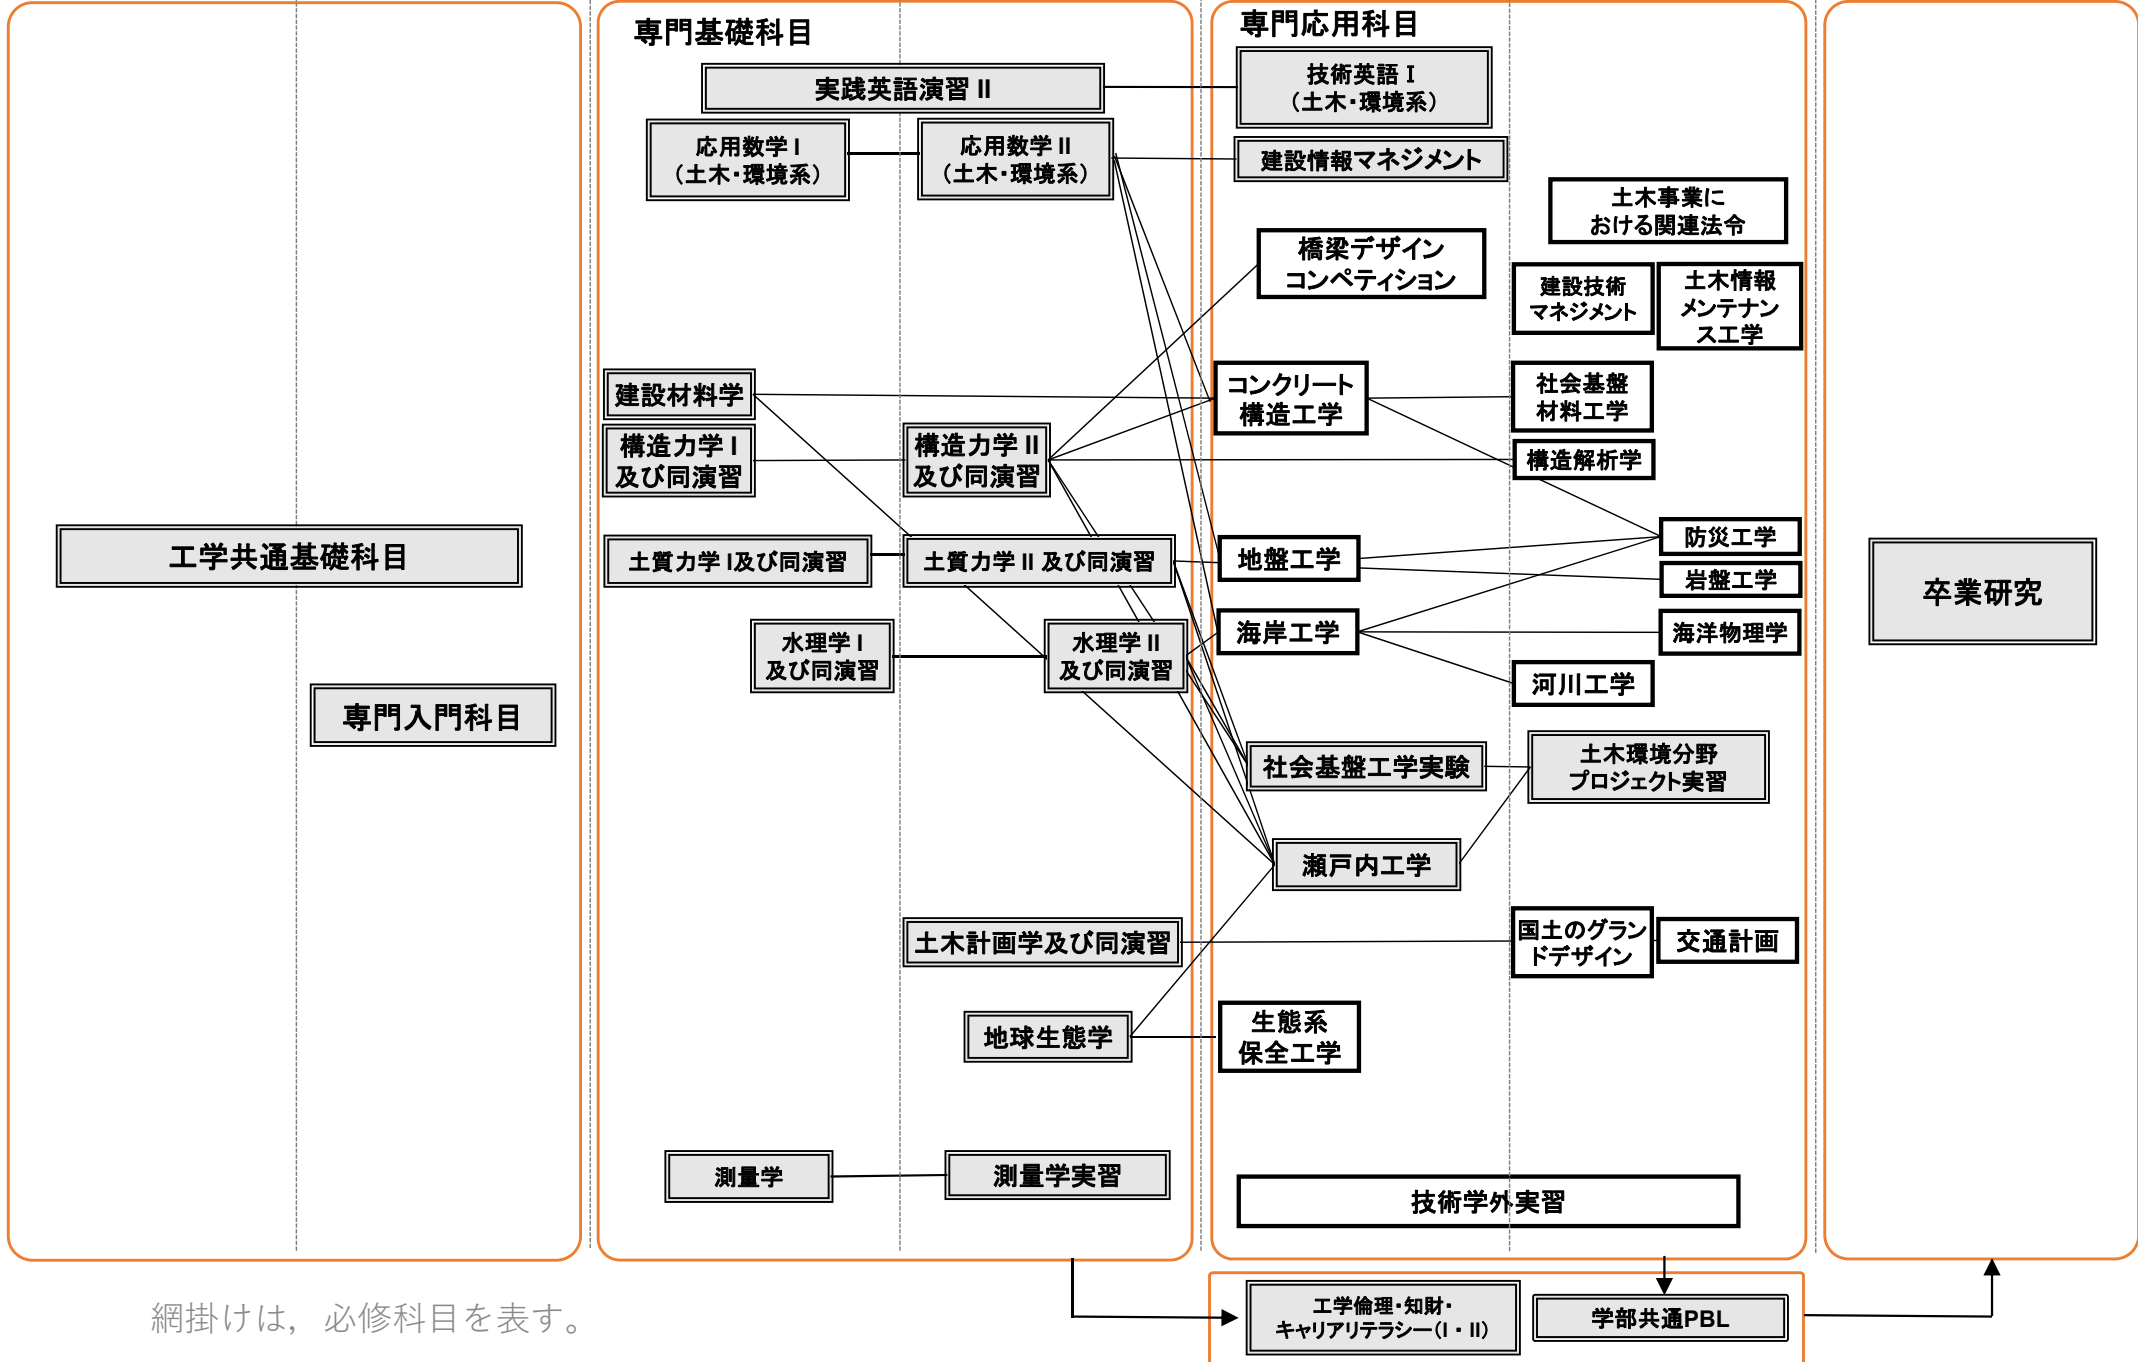 専門基礎科目
専門応用科目
実践英語演習 II
技術英語 I
（土木・環境系）
応用数学 I
（土木・環境系）
応用数学 II
（土木・環境系）
建設情報マネジメント
土木事業に
おける関連法令
橋梁デザイン
コンペティション
建設技術
マネジメント
土木情報
メンテナン
ス工学
建設材料学
コンクリート
構造工学
社会基盤
材料工学
構造力学 I
及び同演習
構造力学 II
及び同演習
構造解析学
工学共通基礎科目
土質力学 I及び同演習
土質力学 II 及び同演習
地盤工学
防災工学
岩盤工学
卒業研究
水理学 I
及び同演習
水理学 II
及び同演習
海岸工学
海洋物理学
河川工学
専門入門科目
社会基盤工学実験
土木環境分野
プロジェクト実習
瀬戸内工学
土木計画学及び同演習
国土のグラン
ドデザイン
交通計画
地球生態学
生態系
保全工学
測量学
測量学実習
技術学外実習
網掛けは，必修科目を表す。
工学倫理・知財・
キャリアリテラシー（I・II）
学部共通PBL